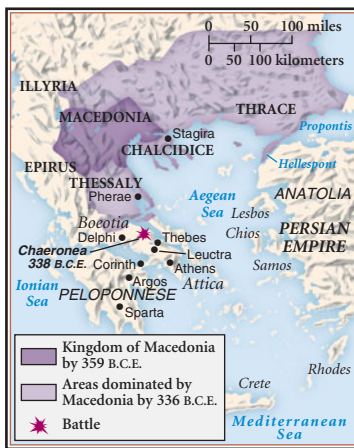 0 50 100 miles
0 50 100 kilometers
ILLYRIA
MACEDONIA
THRACE
Stagira
Propontis
CHALCIDICE
EPIRUS
Hellespont
THESSALY
Pherae
Aegean
Sea
ANATOLIA
Lesbos
Boeotia
Delphi
Thebes
Chios
PERSIAN
EMPIRE
Chaeronea
338 B.C.E.
Leuctra
Corinth
Athens
Samos
Attica
Ionian
Sea
Argos
PELOPONNESE
Sparta
Kingdom of Macedonia
by 359 B.C.E.
Areas dominated by
Macedonia by 336 B.C.E.
Battle
Rhodes
Crete
Mediterranean
Sea